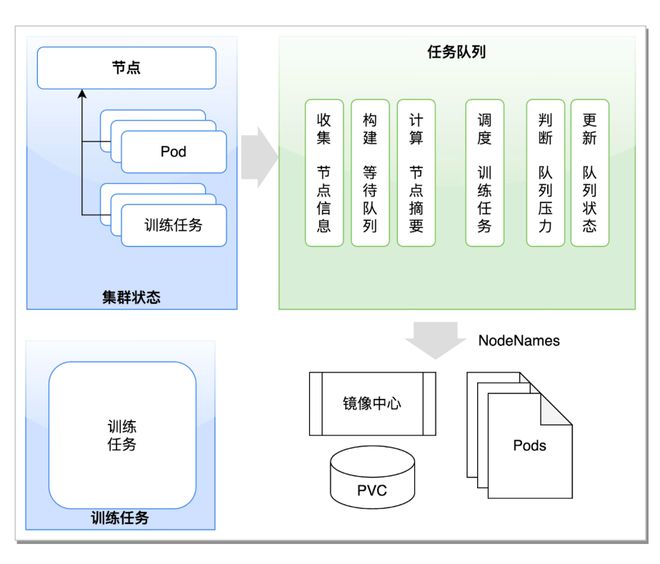 节点
Pod
训练任务
集群状态
任务队列
收集 节点信息
构建 等待队列
计算 节点摘要
调度 训练任务
判断 队列压力
更新 队列状态
NodeNames
训练
任务
训练任务
镜像中心
PVC
Pods